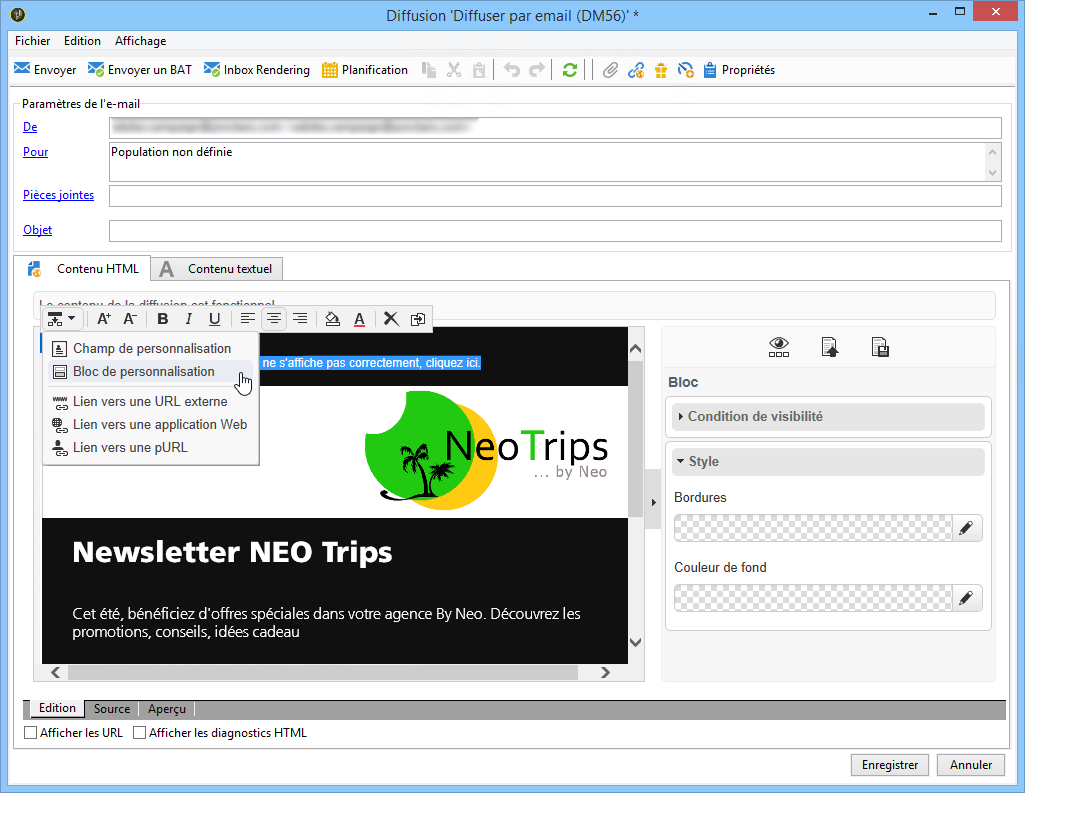 Diffusion 'Diffuser par email (DM56)' *
Fichier Edition Affichage
Envoyer Envoyer un BAT Inbox Rendering Planification Propriétés
Paramètres de l'e-mail
De
Pour Population non définie
Pièces jointes
Objet
Contenu HTML A Contenu textuel
Le contenu de la diffusion est fonctionnel
A+ A- B I U A
Champ de personnalisation
Bloc de personnalisation
Lien vers une URL externe
Lien vers une application Web
Lien vers une pURL
ne s'affiche pas correctement, cliquez ici.
NeoTrips
... by Neo
Newsletter NEO Trips
Cet été, bénéficiez d'offres spéciales dans votre agence By Neo. Découvrez les
promotions, conseils, idées cadeau
Bloc
Condition de visibilité
Style
Bordures
Couleur de fond
Edition Source Aperçu
Afficher les URL Afficher les diagnostics HTML
Enregistrer Annuler